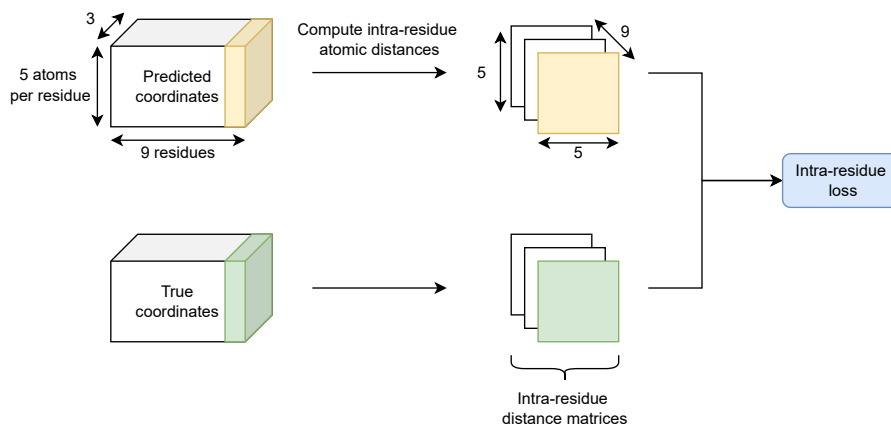 3
5 atoms
per residue
Predicted
coordinates
9 residues
Compute intra-residue
atomic distances
5
9
5
Intra-residue
loss
True
coordinates
Intra-residue
distance matrices